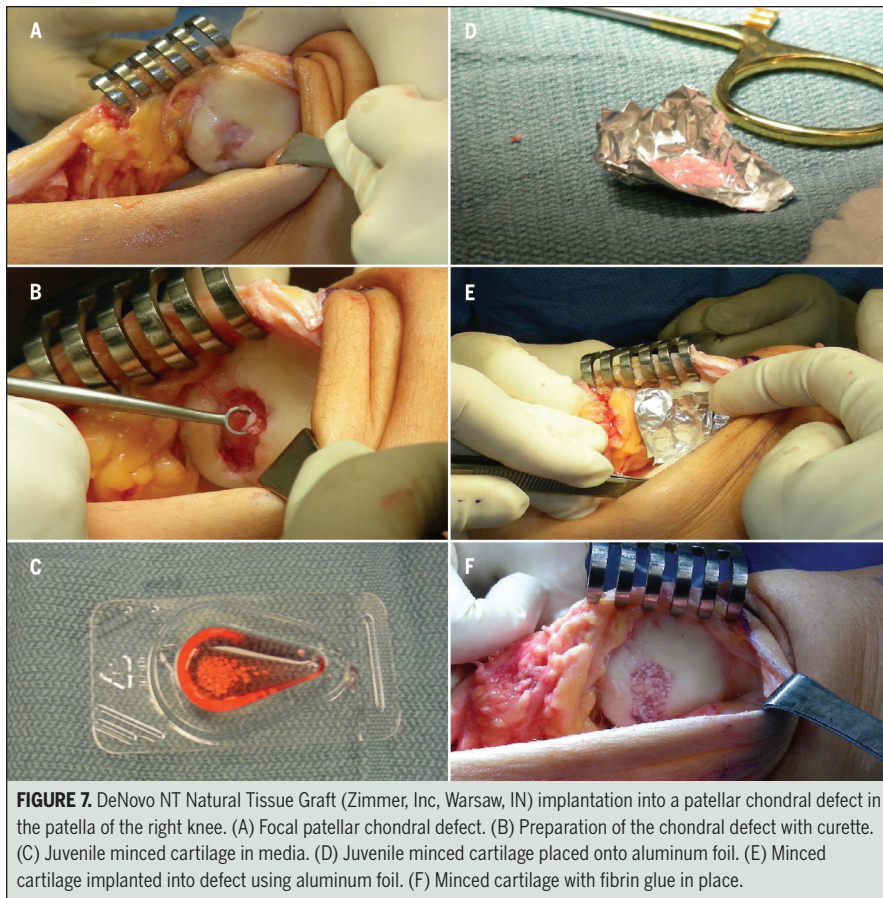 A
D
B
E
C
F
FIGURE 7. DeNovo NT Natural Tissue Graft (Zimmer, Inc, Warsaw, IN) implantation into a patellar chondral defect in
the patella of the right knee. (A) Focal patellar chondral defect. (B) Preparation of the chondral defect with curette.
(C) Juvenile minced cartilage in media. (D) Juvenile minced cartilage placed onto aluminum foil. (E) Minced
cartilage implanted into defect using aluminum foil. (F) Minced cartilage with fibrin glue in place.